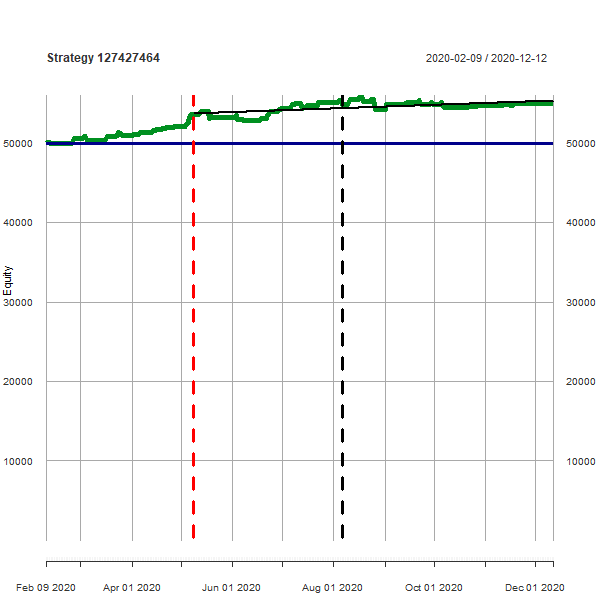 Strategy 127427464
2020-02-09 / 2020-12-12
50000
50000
40000
40000
Equity
30000
30000
20000
20000
10000
10000
Feb 09 2020
Apr 01 2020
Jun 01 2020
Aug 01 2020
Oct 01 2020
Dec 01 2020